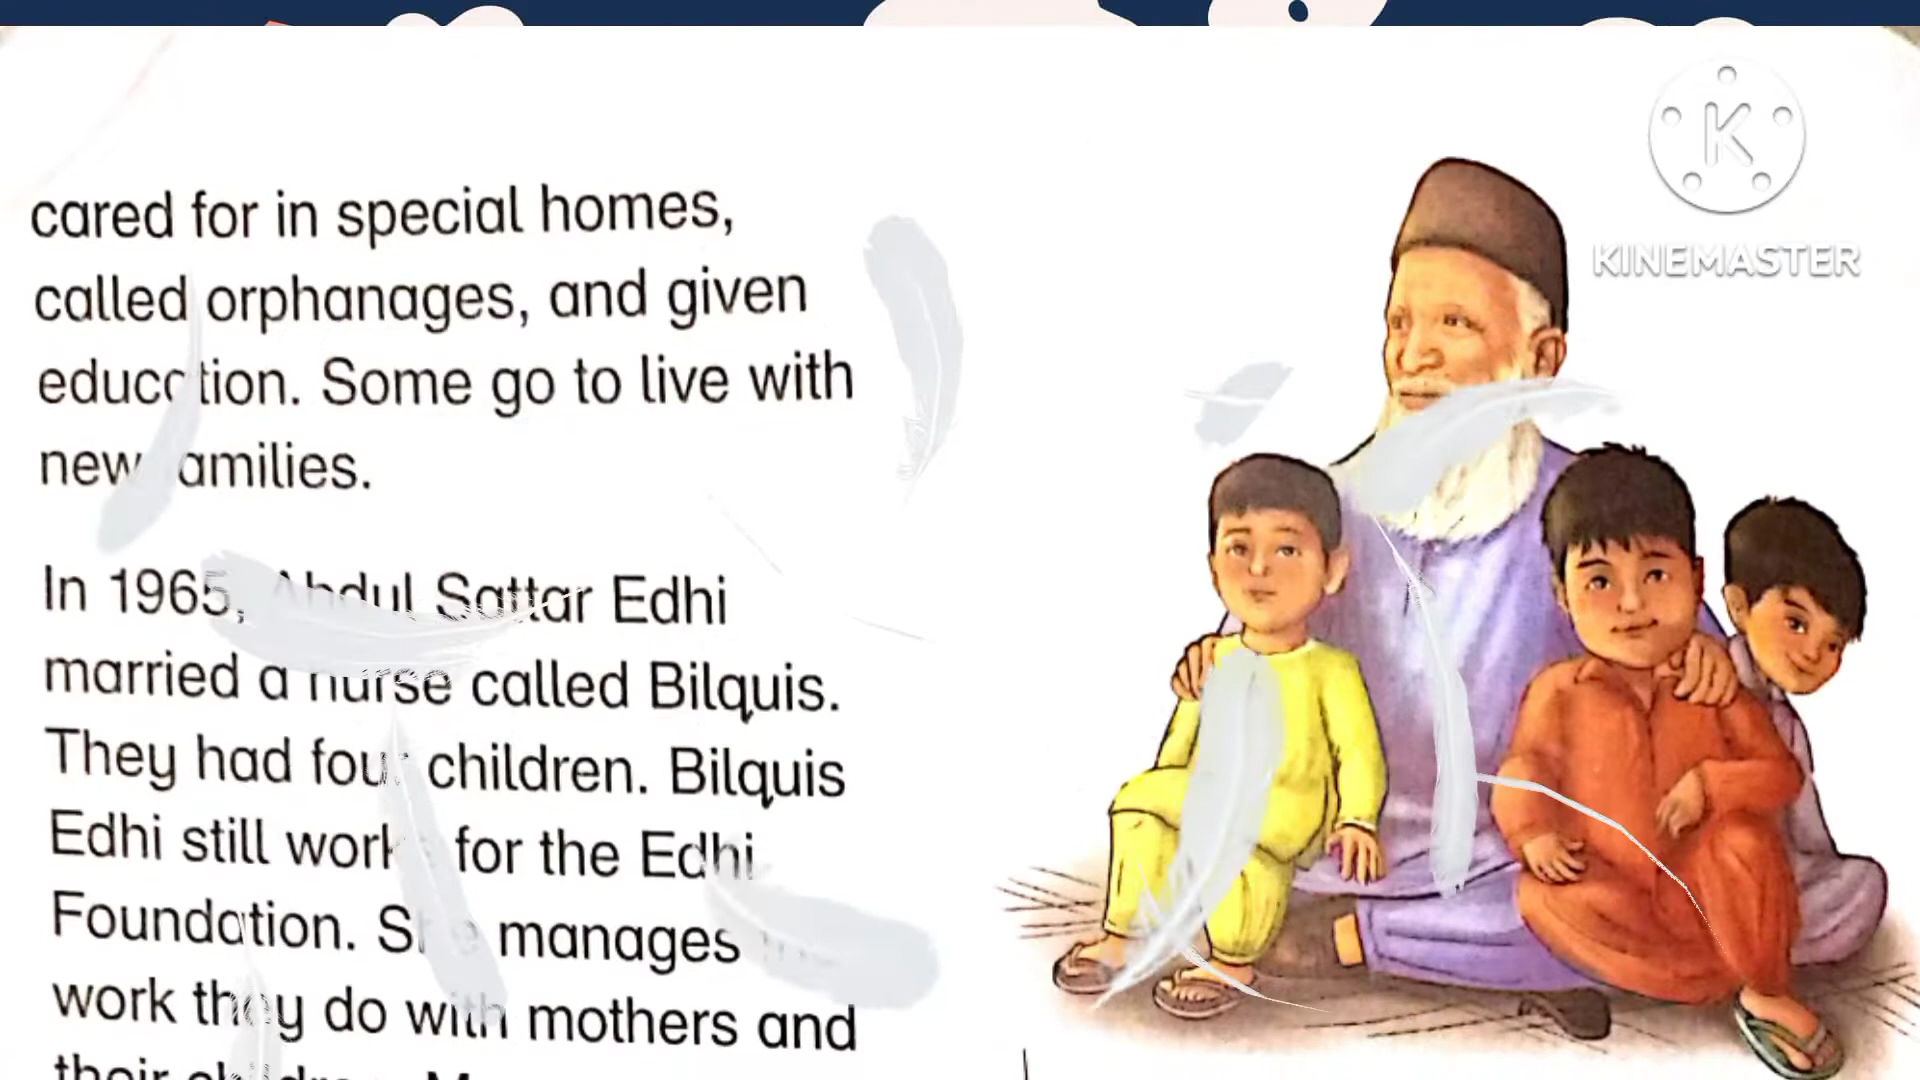 cared for in special homes,
called orphanages, and given
education. Some go to live with
new families.
In 1965, Abdul Sattar Edhi
married a nurse called Bilquis.
They had four children. Bilquis
Edhi still works for the Edhi
Foundation. She manages
work they do with mothers and
their
K
KINEMASTER